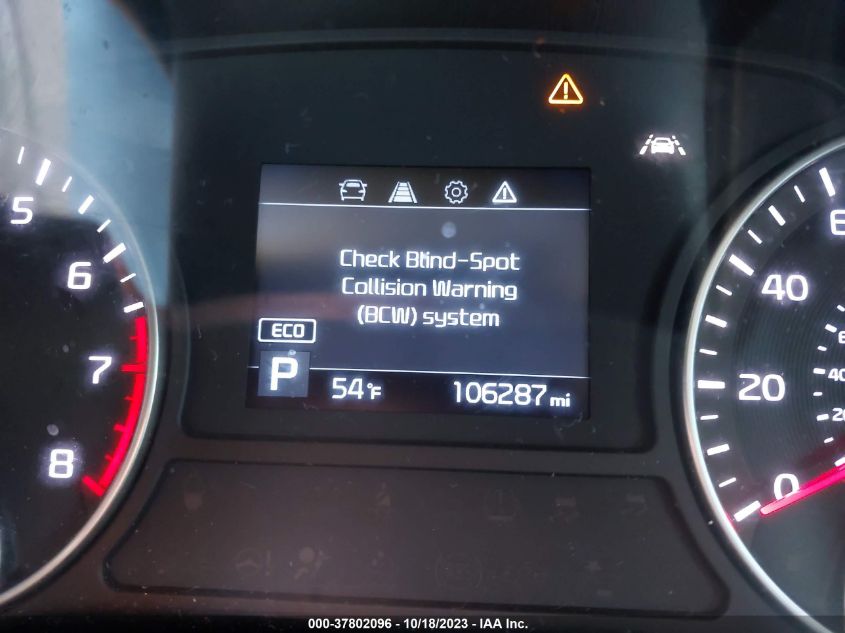 Check Blind-Spot
Collision Warning
(BCW) system
ECO
P
54°F
106287 mi
5
6
7
8
40
20
0
40
000-37802096 - 10/18/2023 - IAA Inc.